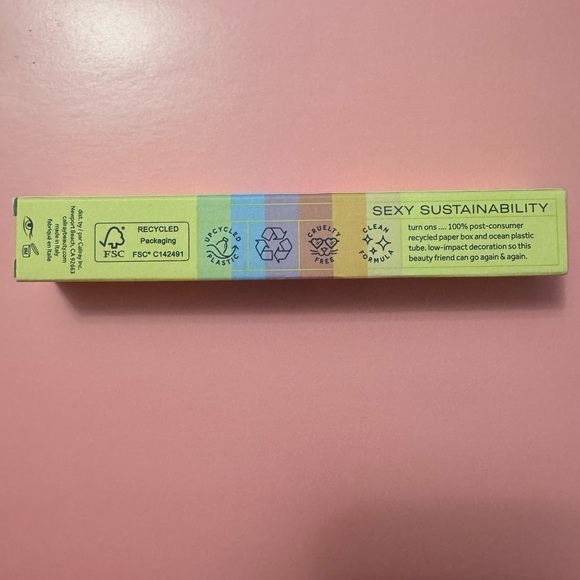 dist. by / par Caliray Inc.
Newport Beach, CA 92663
caliraybeauty.com
made in Italy
fabriqué en Italie
FSC
RECYCLED
Packaging
FSC® C142491
UPCYCLED
PLASTIC
CRUELTY
FREE
CLEAN
FORMULA
SEXY SUSTAINABILITY
turn ons .... 100% post-consumer
recycled paper box and ocean plastic
tube. low-impact decoration so this
beauty friend can go again & again.